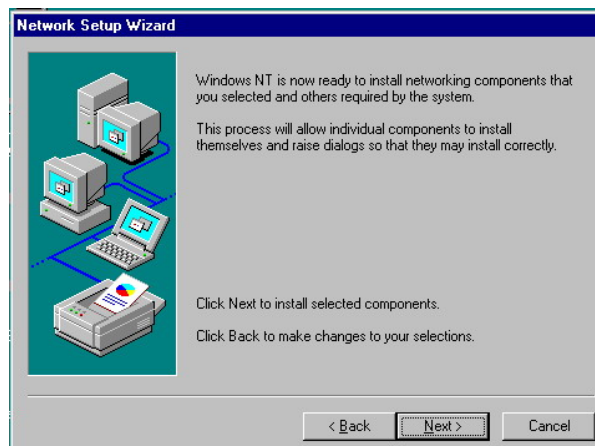 Network Setup Wizard
Windows NT is now ready to install networking components that
you selected and others required by the system.
This process will allow individual components to install
themselves and raise dialogs so that they may install correctly.
Click Next to install selected components.
Click Back to make changes to your selections.
< Back
Next >
Cancel